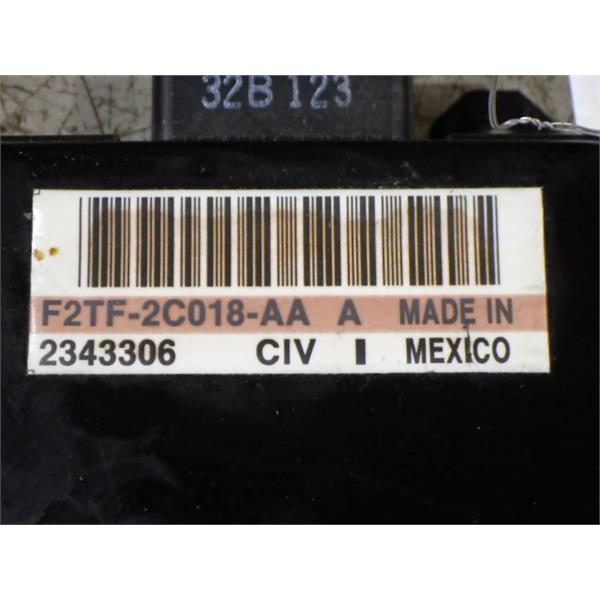 32B 123
F2TF-2C018-AA A MADE IN
2343306 CIV I MEXICO